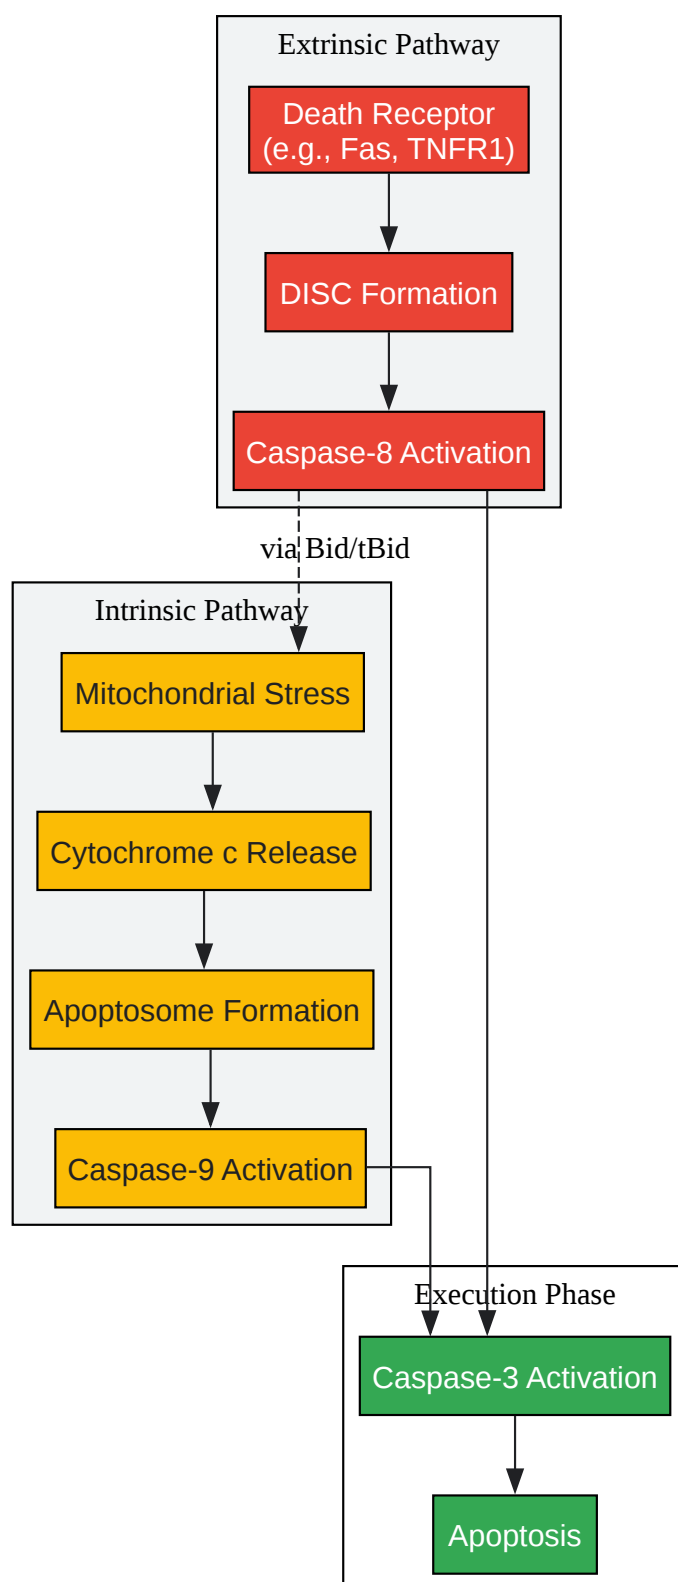 Extrinsic Pathway
Death Receptor
(e.g., Fas, TNFR1)
DISC Formation
Caspase-8 Activation
via Bid/tBid
Intrinsic Pathway
Mitochondrial Stress
Cytochrome c Release
Apoptosome Formation
Caspase-9 Activation
Execution Phase
Caspase-3 Activation
Apoptosis